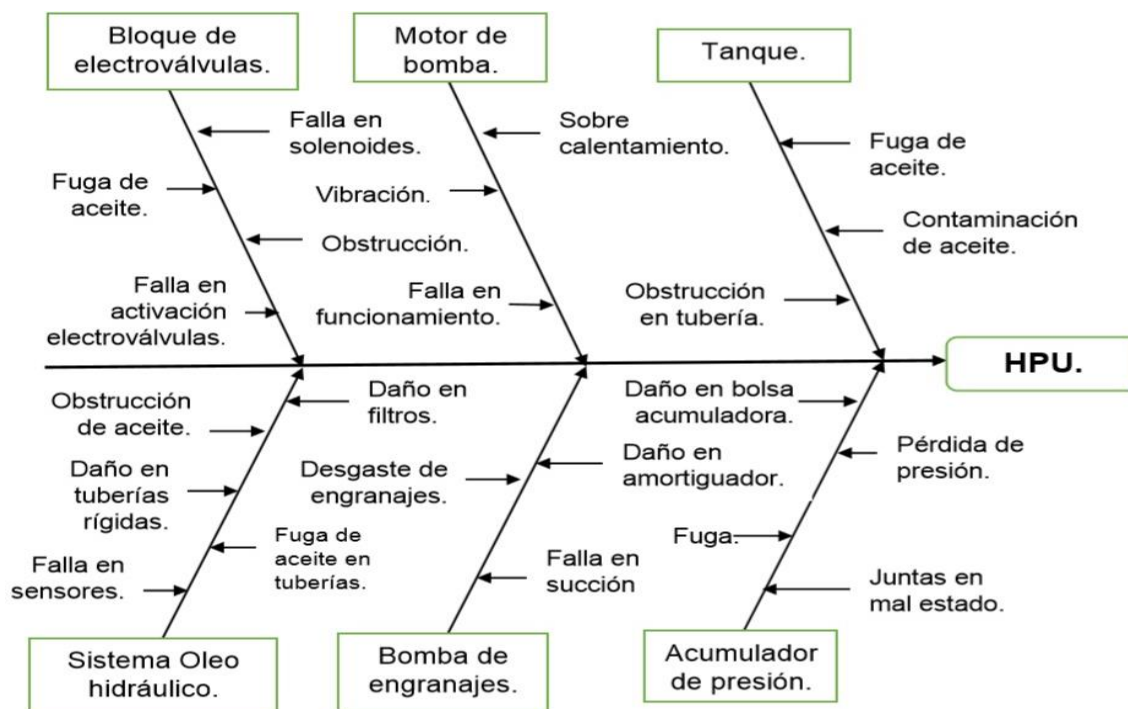 Bloque de
electroválvulas.
Motor de
bomba.
Tanque.
Falla en
solenoides.
Fuga de
aceite.
Obstrucción.
Falla en
activación
electroválvulas.
Sobre
calentamiento.
Vibración.
Falla en
funcionamiento.
Fuga de
aceite.
Contaminación
de aceite.
Obstrucción
en tubería.
HPU.
Daño en
filtros.
Obstrucción
de aceite.
Daño en
tuberías
rígidas.
Fuga de
aceite en
tuberías.
Falla en
sensores.
Daño en
amortiguador.
Desgaste de
engranajes.
Falla en
succión
Daño en bolsa
acumuladora.
Pérdida de
presión.
Fuga.
Juntas en
mal estado.
Sistema Oleo
hidráulico.
Bomba de
engranajes.
Acumulador
de presión.